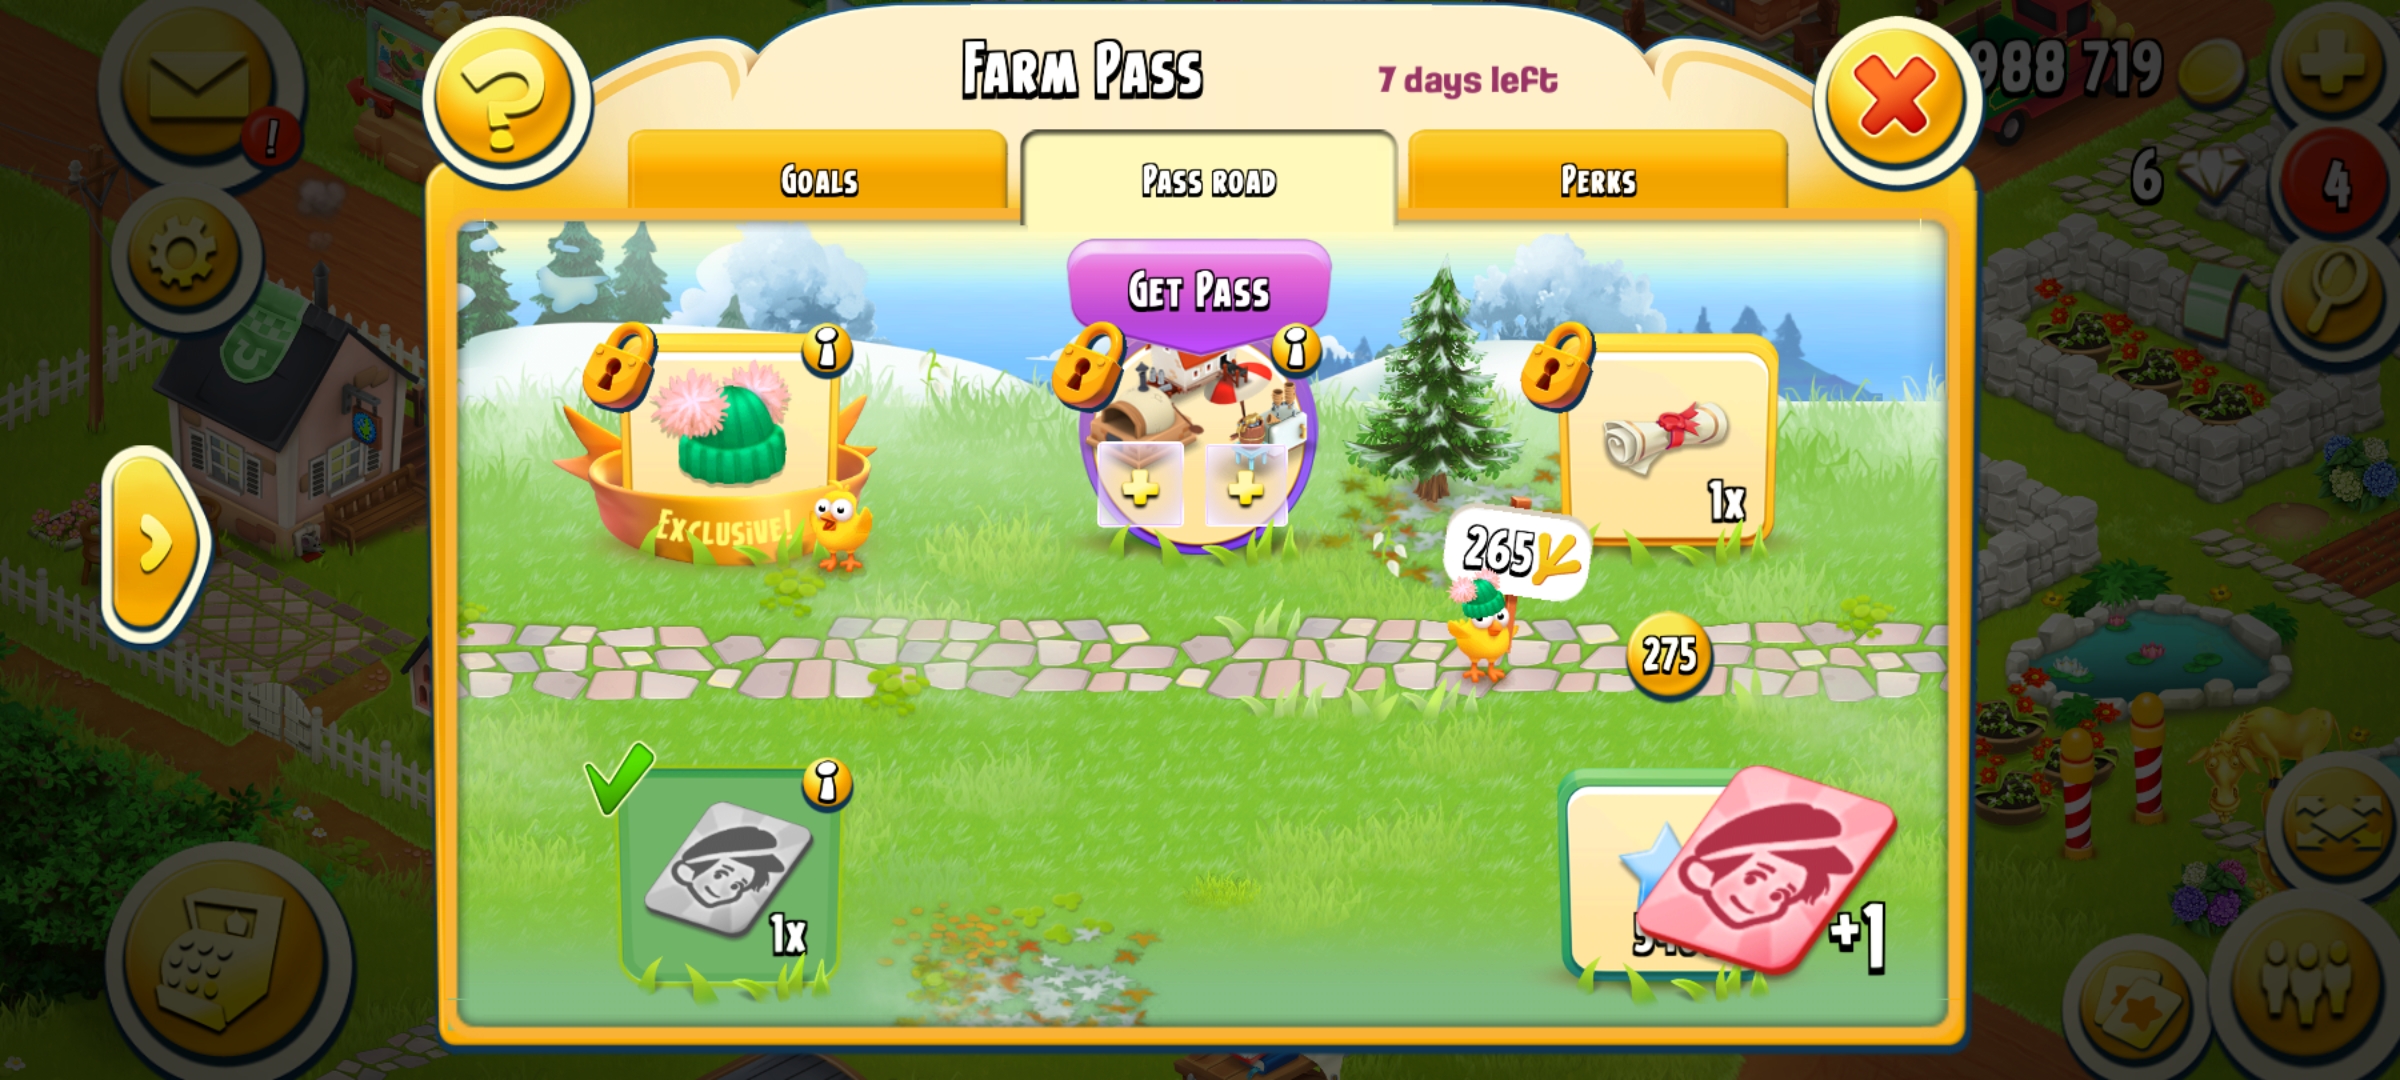 FARM PASS
7 days left
988 719
6
4
GOALS
PASS ROAD
PERKS
GET PASS
EXCLUSIVE!
1x
265
275
1x
+1